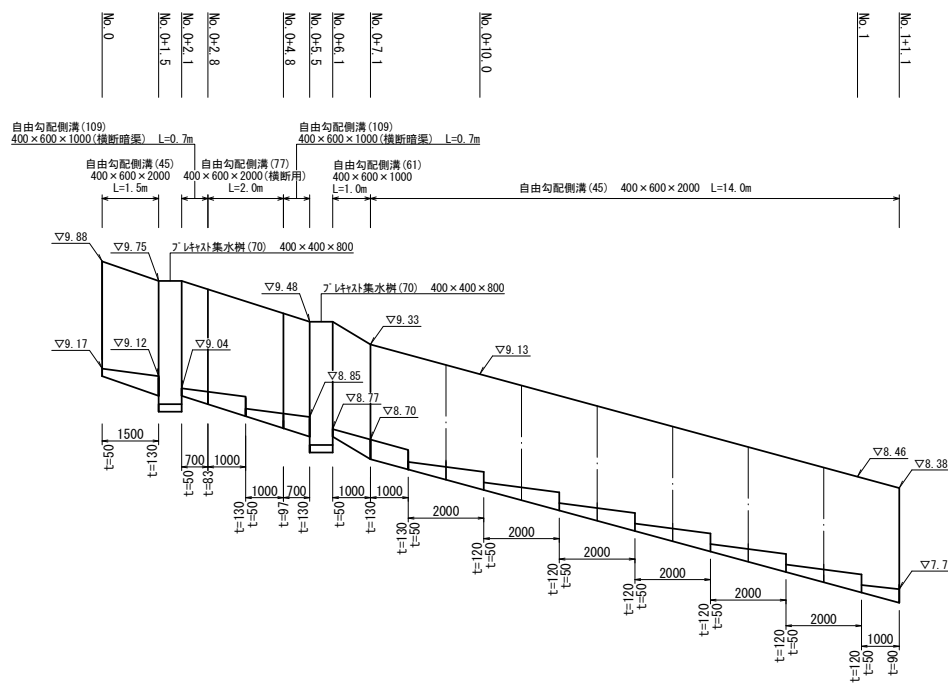 No. 0
No. 0+1.5
No. 0+2.1
No. 0+2.8
No. 0+4.8
No. 0+5.5
No. 0+6.1
No. 0+7.1
No. 0+10.0
No. 1
No. 1+1.1
自由勾配側溝(109)
400×600×1000(横断暗渠) L=0.7m
自由勾配側溝(109)
400×600×1000(横断暗渠) L=0.7m
自由勾配側溝(45)
400×600×2000
L=1.5m
自由勾配側溝(77)
400×600×2000(横断用)
L=2.0m
自由勾配側溝(61)
400×600×1000
L=1.0m
自由勾配側溝(45) 400×600×2000 L=14.0m
▽9.88
▽9.75
プレキャスト集水桝(70) 400×400×800
▽9.48
プレキャスト集水桝(70) 400×400×800
▽9.33
▽9.13
▽9.17
▽9.12
▽9.04
▽8.85
▽8.77
▽8.70
▽8.46
▽8.38
▽7.7
1500
t=50
t=130
700
1000
t=50
t=83
t=130
t=50
1000
700
t=97
t=130
1000
1000
t=50
t=130
t=130
t=50
2000
t=120
t=50
2000
t=120
t=50
2000
t=120
t=50
2000
t=120
t=50
2000
t=120
t=50
2000
t=120
t=50
1000
t=90